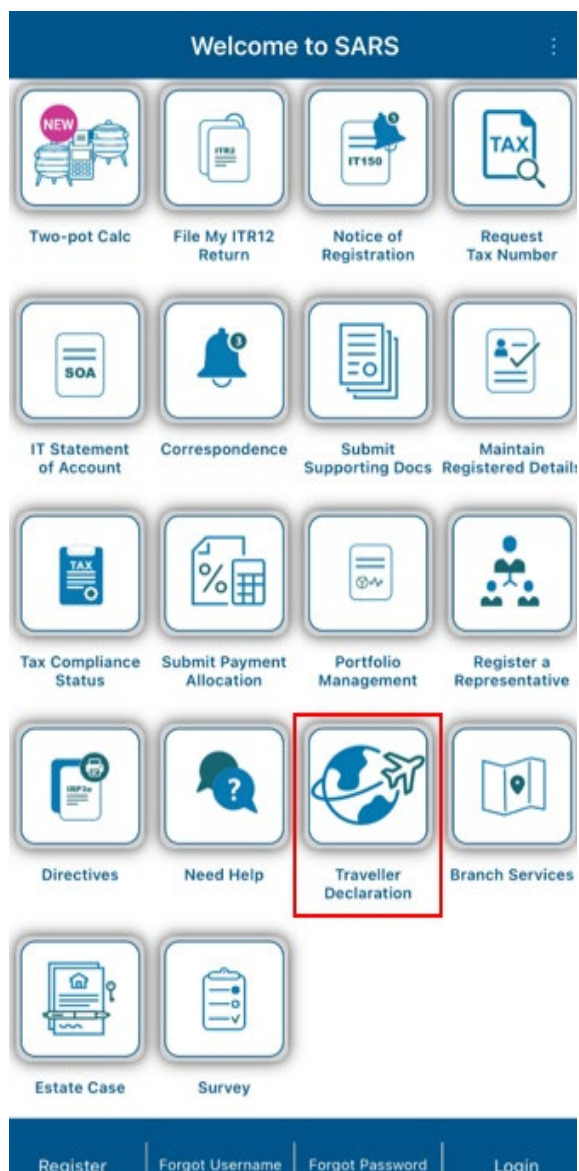 Welcome to SARS
NEW
ITR12
IT150
TAX
Two-pot Calc
File My ITR12
Return
Notice of
Registration
Request
Tax Number
SOA
3
IT Statement
of Account
Correspondence
Submit
Supporting Docs
Maintain
Registered Details
TAX
%
Tax Compliance
Status
Submit Payment
Allocation
Portfolio
Management
Register a
Representative
?
Directives
Need Help
Traveller
Declaration
Branch Services
Estate Case
Survey
Register
Forgot Username
Forgot Password
Login